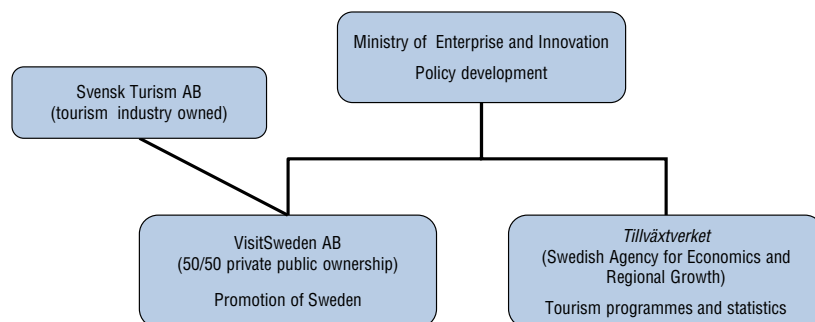 Ministry of Enterprise and Innovation
Policy development
Svensk Turism AB
(tourism industry owned)
VisitSweden AB
(50/50 private public ownership)
Promotion of Sweden
Tillväxtverket
(Swedish Agency for Economics and
Regional Growth)
Tourism programmes and statistics